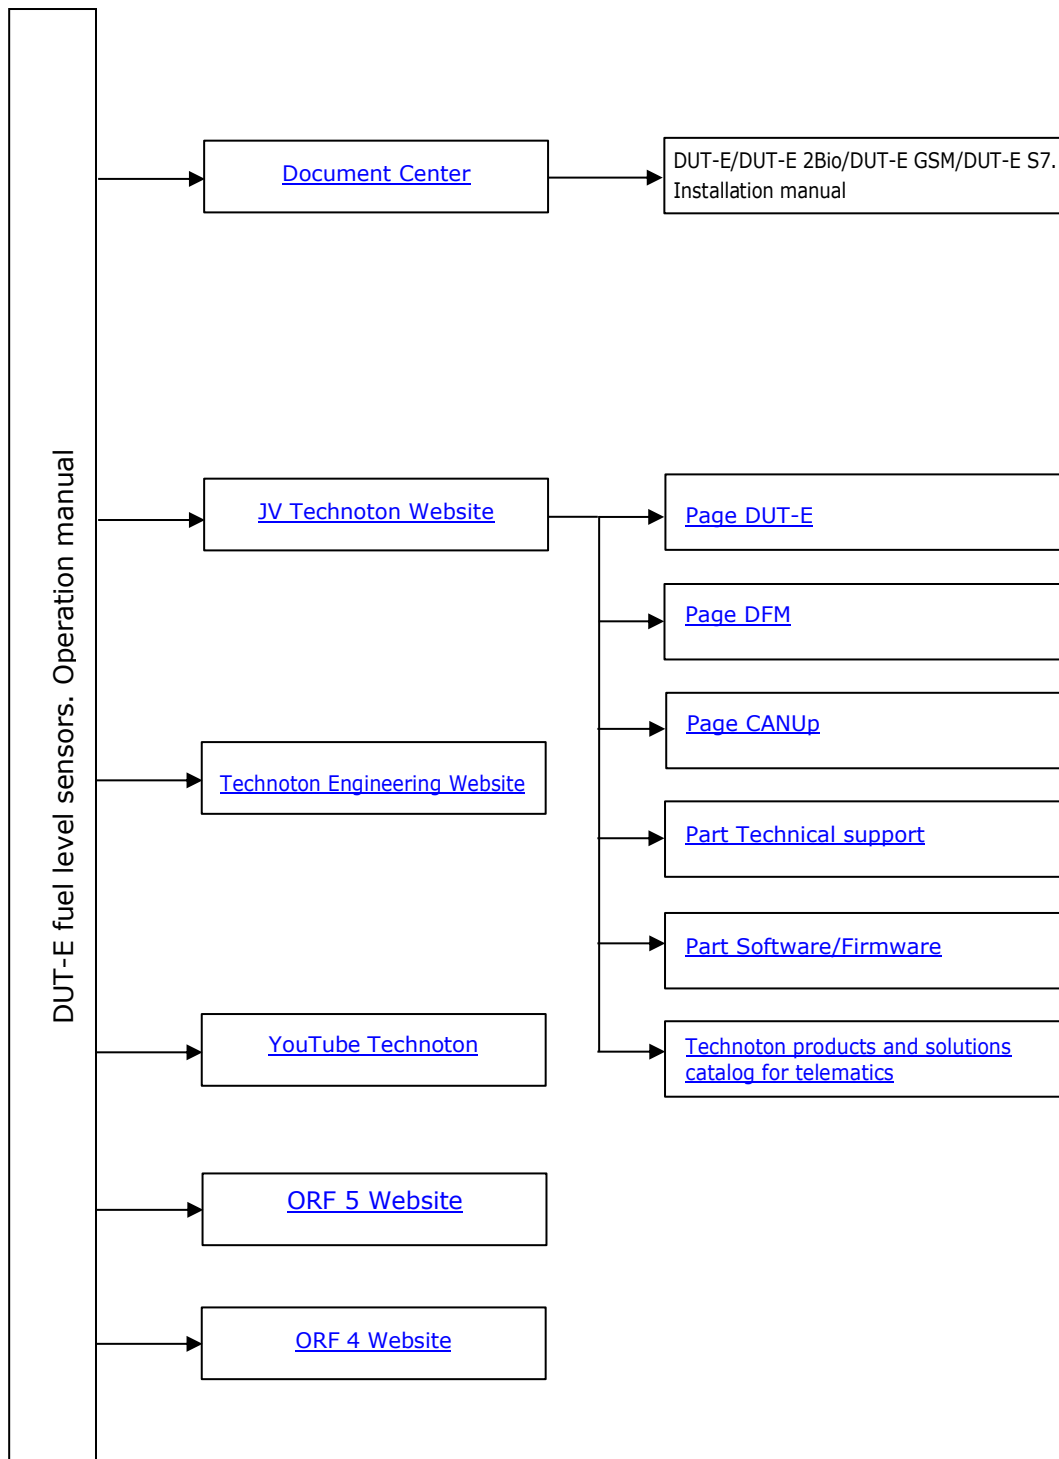 DUT-E fuel level sensors. Operation manual
Document Center
DUT-E/DUT-E 2Bio/DUT-E GSM/DUT-E S7.
Installation manual
JV Technoton Website
Page DUT-E
Page DFM
Page CANUp
Part Technical support
Part Software/Firmware
Technoton products and solutions
catalog for telematics
Technoton Engineering Website
YouTube Technoton
ORF 5 Website
ORF 4 Website